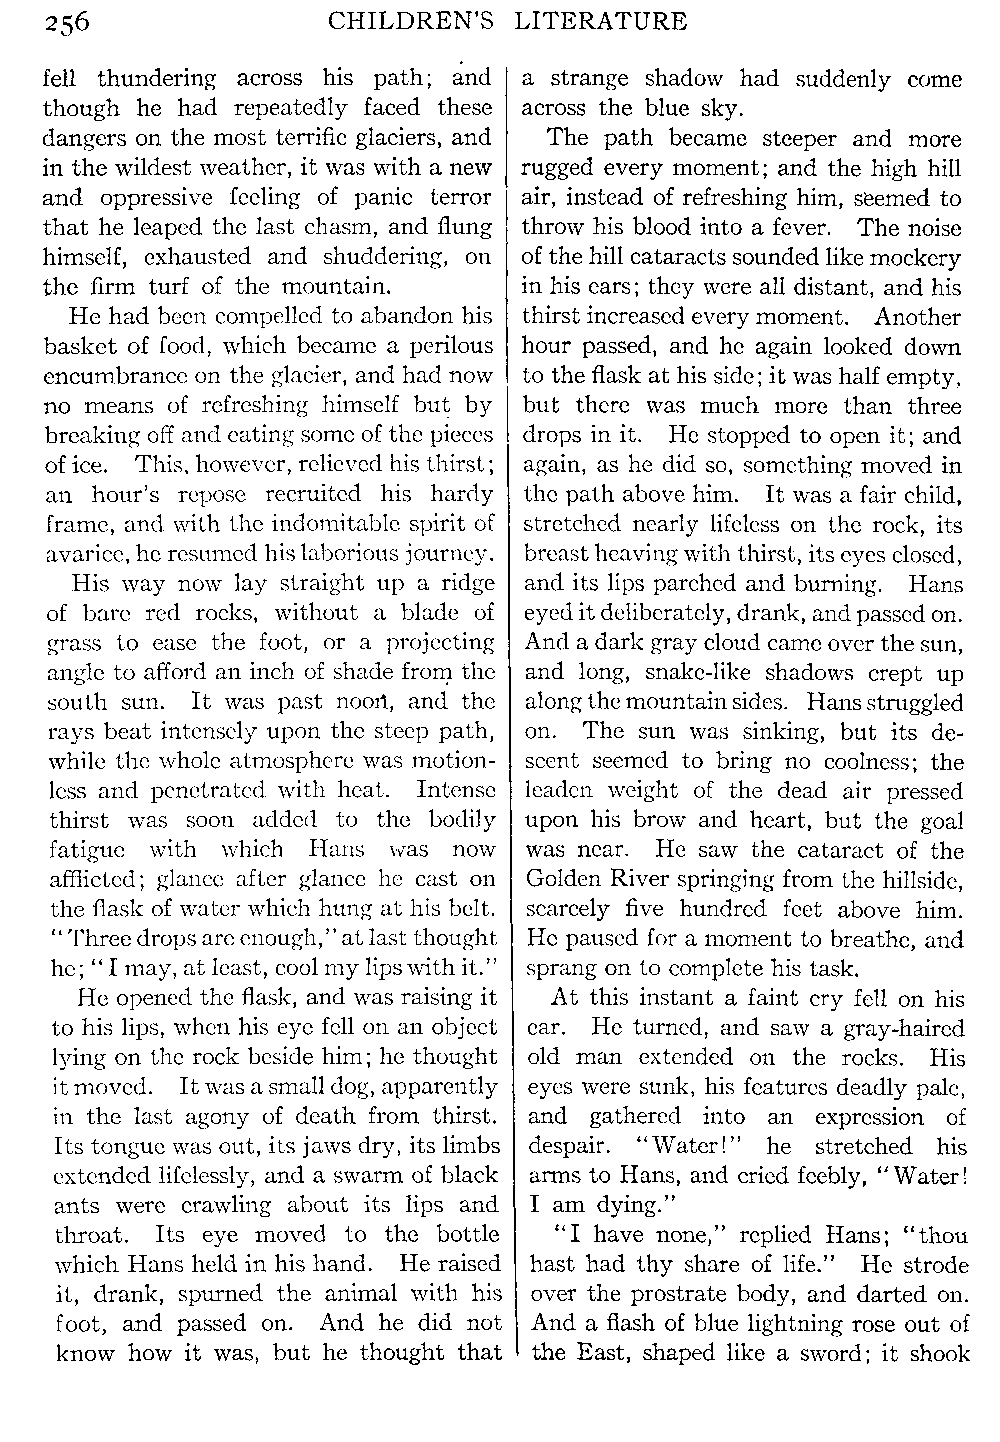 256 CHILDREN'S LITERATURE
fell thundering across his path; and
though he had repeatedly faced these
dangers on the most terrific glaciers, and
in the wildest weather, it was with a new
and oppressive feeling of panic terror
that he leaped the last chasm, and flung
himself, exhausted and shuddering, on
the firm turf of the mountain.
He had been compelled to abandon his
basket of food, which became a perilous
encumbrance on the glacier, and had now
no means of refreshing himself but by
breaking off and eating some of the pieces
of ice. This, however, relieved his thirst;
an hour's repose recruited his hardy
frame, and with the indomitable spirit of
avarice, he resumed his laborious journey.
His way now lay straight up a ridge
of bare red rocks, without a blade of
grass to ease the foot, or a projecting
angle to afford an inch of shade from the
south sun. It was past noon, and the
rays beat intensely upon the steep path,
while the whole atmosphere was motion-
less and penetrated with heat. Intense
thirst was soon added to the bodily
fatigue with which Hans was now
afflicted; glance after glance he cast on
the flask of water which hung at his belt.
"Three drops are enough," at last thought
he; "I may, at least, cool my lips with it."
He opened the flask, and was raising it
to his lips, when his eye fell on an object
lying on the rock beside him; he thought
it moved. It was a small dog, apparently
in the last agony of death from thirst.
Its tongue was out, its jaws dry, its limbs
extended lifelessly, and a swarm of black
ants were crawling about its lips and
throat. Its eye moved to the bottle
which Hans held in his hand. He raised
it, drank, spurned the animal with his
foot, and passed on. And he did not
know how it was, but he thought that
a strange shadow had suddenly come
across the blue sky.
The path became steeper and more
rugged every moment; and the high hill
air, instead of refreshing him, seemed to
throw his blood into a fever. The noise
of the hill cataracts sounded like mockery
in his ears; they were all distant, and his
thirst increased every moment. Another
hour passed, and he again looked down
to the flask at his side; it was half empty,
but there was much more than three
drops in it. He stopped to open it; and
again, as he did so, something moved in
the path above him. It was a fair child,
stretched nearly lifeless on the rock, its
breast heaving with thirst, its eyes closed,
and its lips parched and burning. Hans
eyed it deliberately, drank, and passed on.
And a dark gray cloud came over the sun,
and long, snake-like shadows crept up
along the mountain sides. Hans struggled
on. The sun was sinking, but its de-
scent seemed to bring no coolness; the
leaden weight of the dead air pressed
upon his brow and heart, but the goal
was near. He saw the cataract of the
Golden River springing from the hillside,
scarcely five hundred feet above him.
He paused for a moment to breathe, and
sprang on to complete his task.
At this instant a faint cry fell on his
ear. He turned, and saw a gray-haired
old man extended on the rocks. His
eyes were sunk, his features deadly pale,
and gathered into an expression of
despair. "Water!" he stretched his
arms to Hans, and cried feebly, "Water!
I am dying."
"I have none," replied Hans; "thou
hast had thy share of life." He strode
over the prostrate body, and darted on.
And a flash of blue lightning rose out of
the East, shaped like a sword; it shook